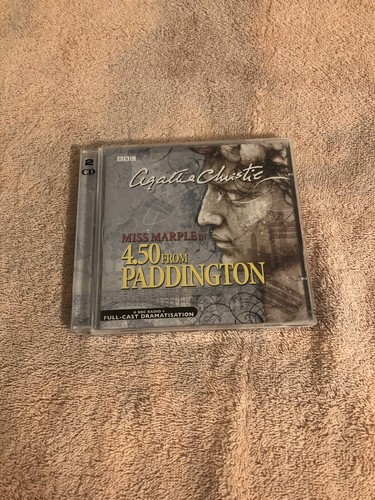 2
CD
BBC
Agatha Christie
MISS MARPLE IN
4.50 FROM
PADDINGTON
A BBC RADIO 4
FULL-CAST DRAMATISATION